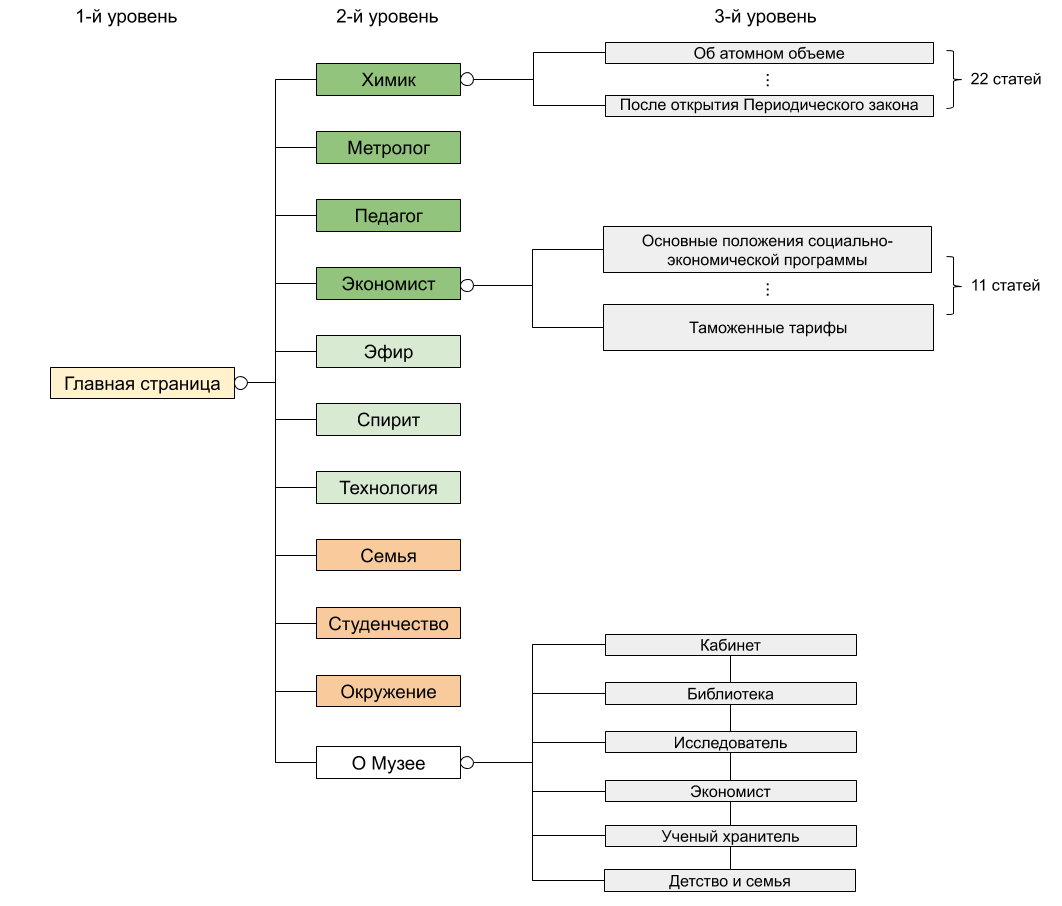 1-й уровень
2-й уровень
3-й уровень
Химик
Об атомном объеме
После открытия Периодического закона
22 статей
Метролог
Педагог
Экономист
Основные положения социально-
экономической программы
Таможенные тарифы
11 статей
Эфир
Главная страница
Спирит
Технология
Семья
Студенчество
Окружение
О Музее
Кабинет
Библиотека
Исследователь
Экономист
Ученый хранитель
Детство и семья